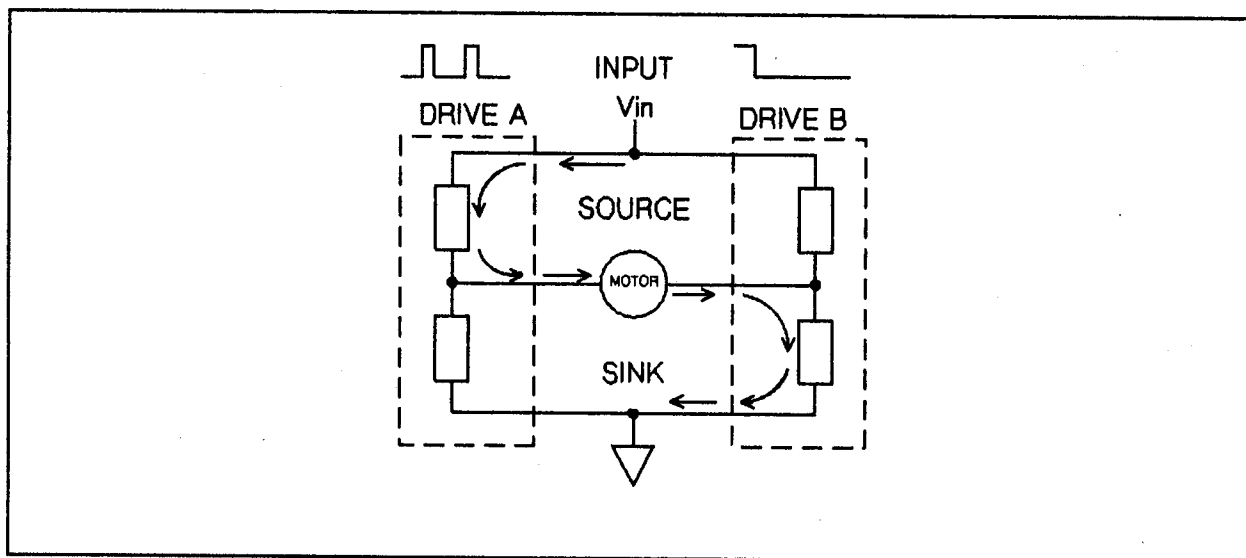 INPUT
Vin
DRIVE A
DRIVE B
SOURCE
MOTOR
SINK